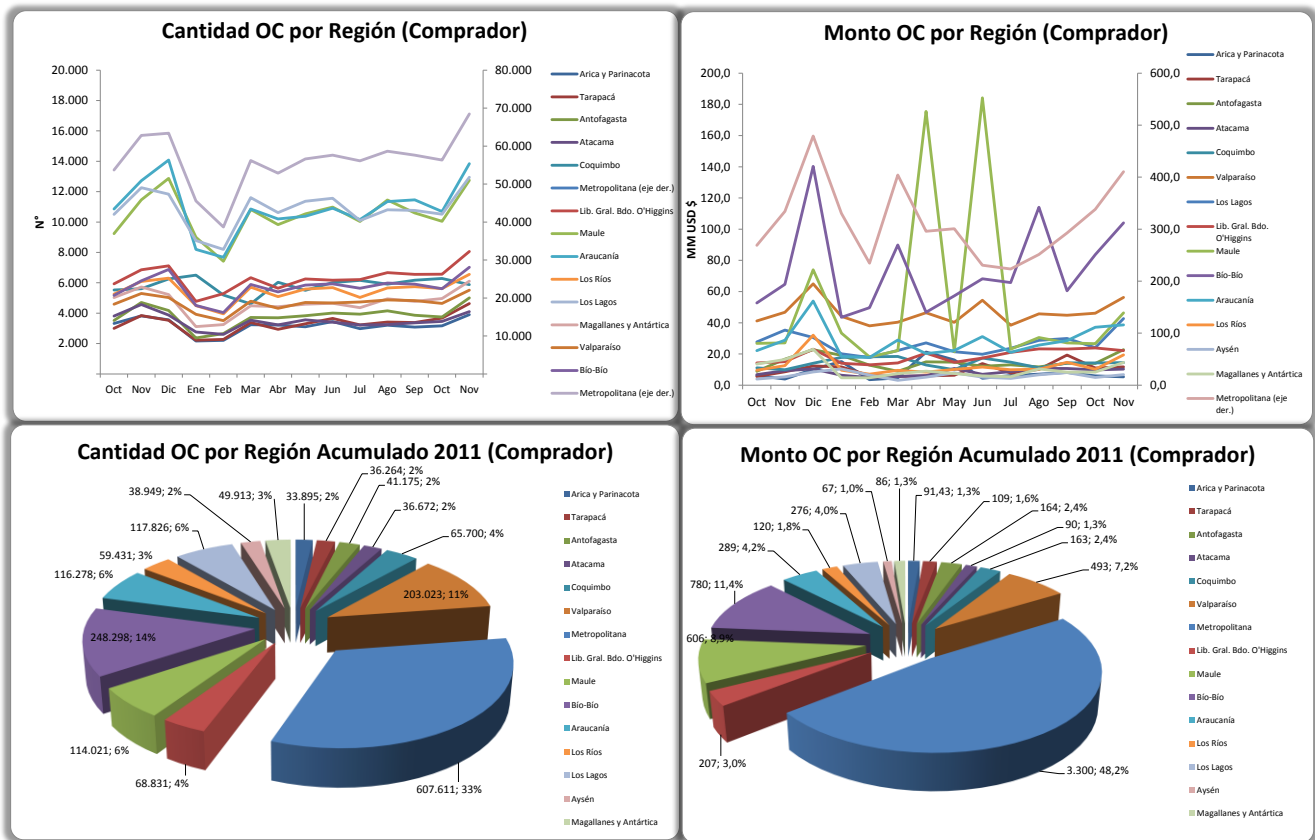 Cantidad OC por Región (Comprador)
20.000
18.000
16.000
14.000
12.000
10.000
8.000
6.000
4.000
2.000
N°
80.000
70.000
60.000
50.000
40.000
30.000
20.000
10.000
Oct Nov Dic Ene Feb Mar Abr May Jun Jul Ago Sep Oct Nov
Arica y Parinacota
Tarapacá
Antofagasta
Atacama
Coquimbo
Metropolitana (eje der.)
Lib. Gral. Bdo. O'Higgins
Maule
Araucanía
Los Ríos
Los Lagos
Magallanes y Antártica
Valparaíso
Bío-Bío
Metropolitana (eje der.)
Monto OC por Región (Comprador)
200,0
180,0
160,0
140,0
120,0
100,0
80,0
60,0
40,0
20,0
0,0
MM USD $
600,0
500,0
400,0
300,0
200,0
100,0
0,0
Oct Nov Dic Ene Feb Mar Abr May Jun Jul Ago Sep Oct Nov
Arica y Parinacota
Tarapacá
Antofagasta
Atacama
Coquimbo
Valparaíso
Los Lagos
Lib. Gral. Bdo.
O'Higgins
Maule
Bío-Bío
Araucanía
Los Ríos
Aysén
Magallanes y Antártica
Metropolitana (eje
der.)
Cantidad OC por Región Acumulado 2011 (Comprador)
33.895; 2%
36.264; 2%
41.175; 2%
36.672; 2%
65.700; 4%
203.023; 11%
607.611; 33%
68.831; 4%
114.021; 6%
248.298; 14%
116.278; 6%
59.431; 3%
117.826; 6%
38.949; 2%
49.913; 3%
Arica y Parinacota
Tarapacá
Antofagasta
Atacama
Coquimbo
Valparaíso
Metropolitana
Lib. Gral. Bdo. O'Higgins
Maule
Bío-Bío
Araucanía
Los Ríos
Los Lagos
Aysén
Magallanes y Antártica
Monto OC por Región Acumulado 2011 (Comprador)
91,43; 1,3%
109; 1,6%
164; 2,4%
90; 1,3%
163; 2,4%
493; 7,2%
3.300; 48,2%
207; 3,0%
606; 8,9%
780; 11,4%
289; 4,2%
120; 1,8%
276; 4,0%
67; 1,0%
86; 1,3%
Arica y Parinacota
Tarapacá
Antofagasta
Atacama
Coquimbo
Valparaíso
Metropolitana
Lib. Gral. Bdo. O'Higgins
Maule
Bío-Bío
Araucanía
Los Ríos
Los Lagos
Aysén
Magallanes y Antártica